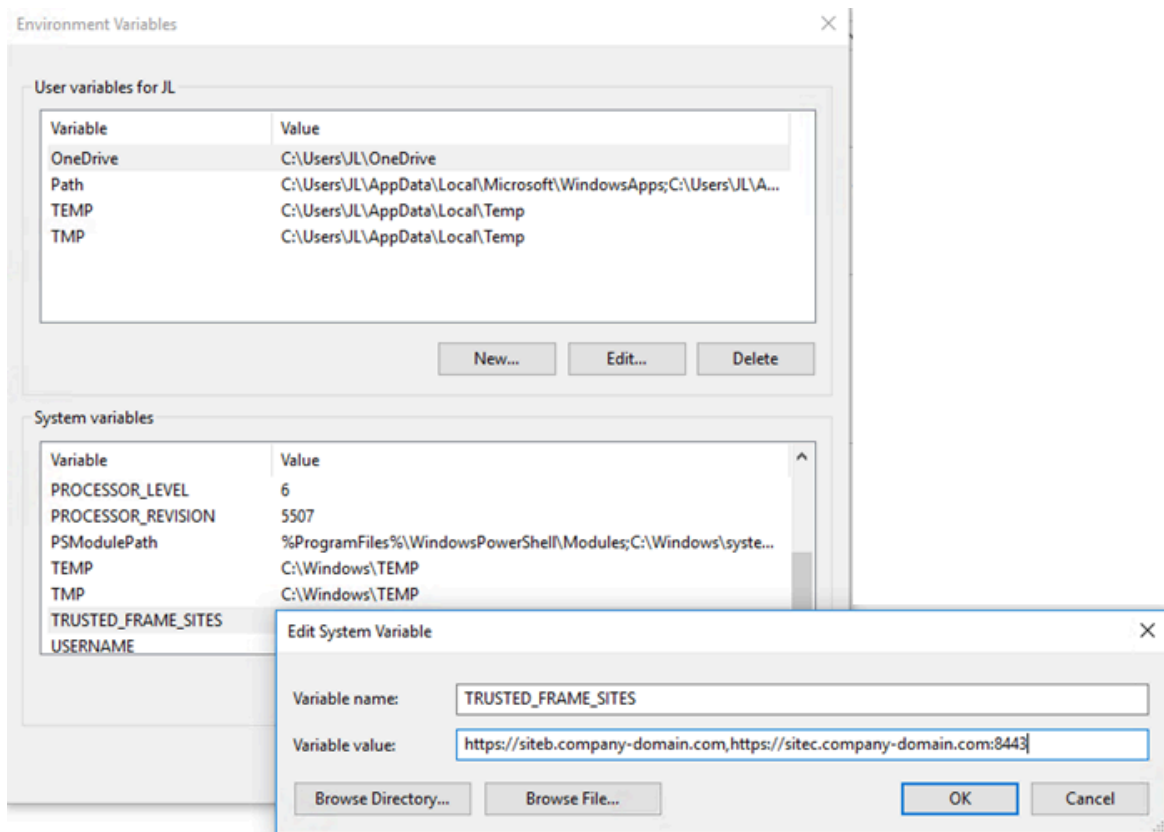 Environment Variables
User variables for JL
Variable Value
OneDrive C:\Users\JL\OneDrive
Path C:\Users\JL\AppData\Local\Microsoft\WindowsApps;C:\Users\JL\A...
TEMP C:\Users\JL\AppData\Local\Temp
TMP C:\Users\JL\AppData\Local\Temp
New... Edit... Delete
System variables
Variable Value
PROCESSOR_LEVEL 6
PROCESSOR_REVISION 5507
PSModulePath %ProgramFiles%\WindowsPowerShell\Modules;C:\Windows\syste...
TEMP C:\Windows\TEMP
TMP C:\Windows\TEMP
TRUSTED_FRAME_SITES
USERNAME
Edit System Variable
Variable name: TRUSTED_FRAME_SITES
Variable value: https://siteb.company-domain.com,https://sitec.company-domain.com:8443
Browse Directory... Browse File... OK Cancel